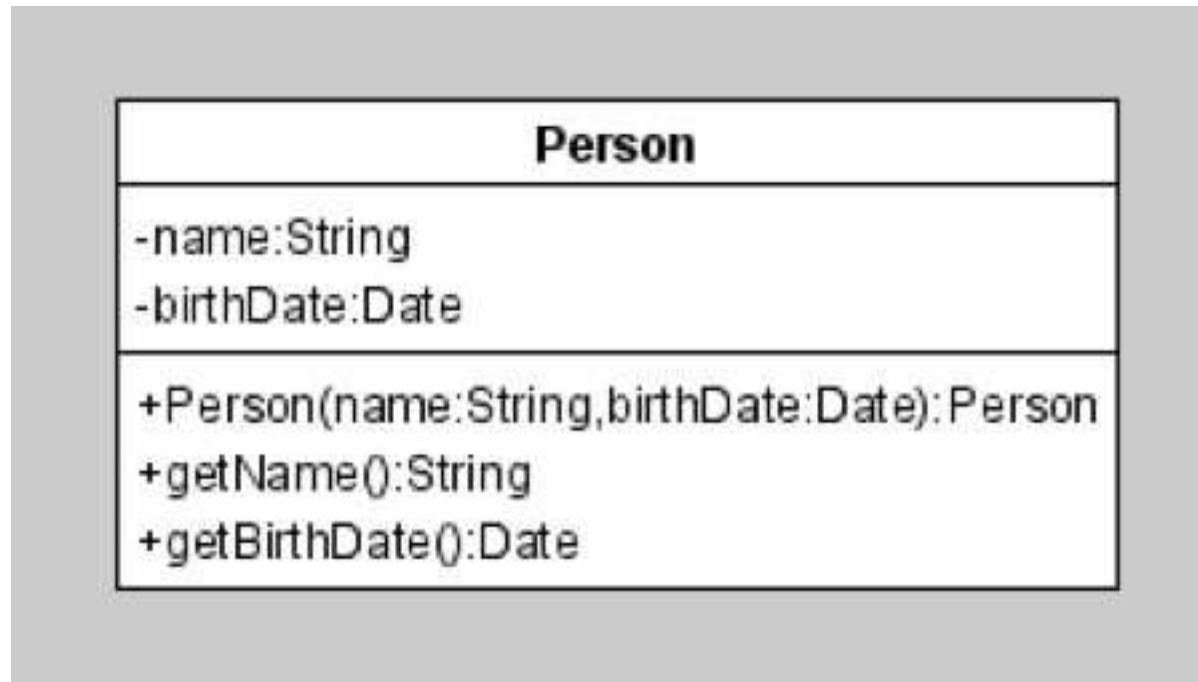 Person
-name:String
-birthDate:Date
+Person(name:String,birthDate:Date):Person
+getName():String
+getBirthDate():Date